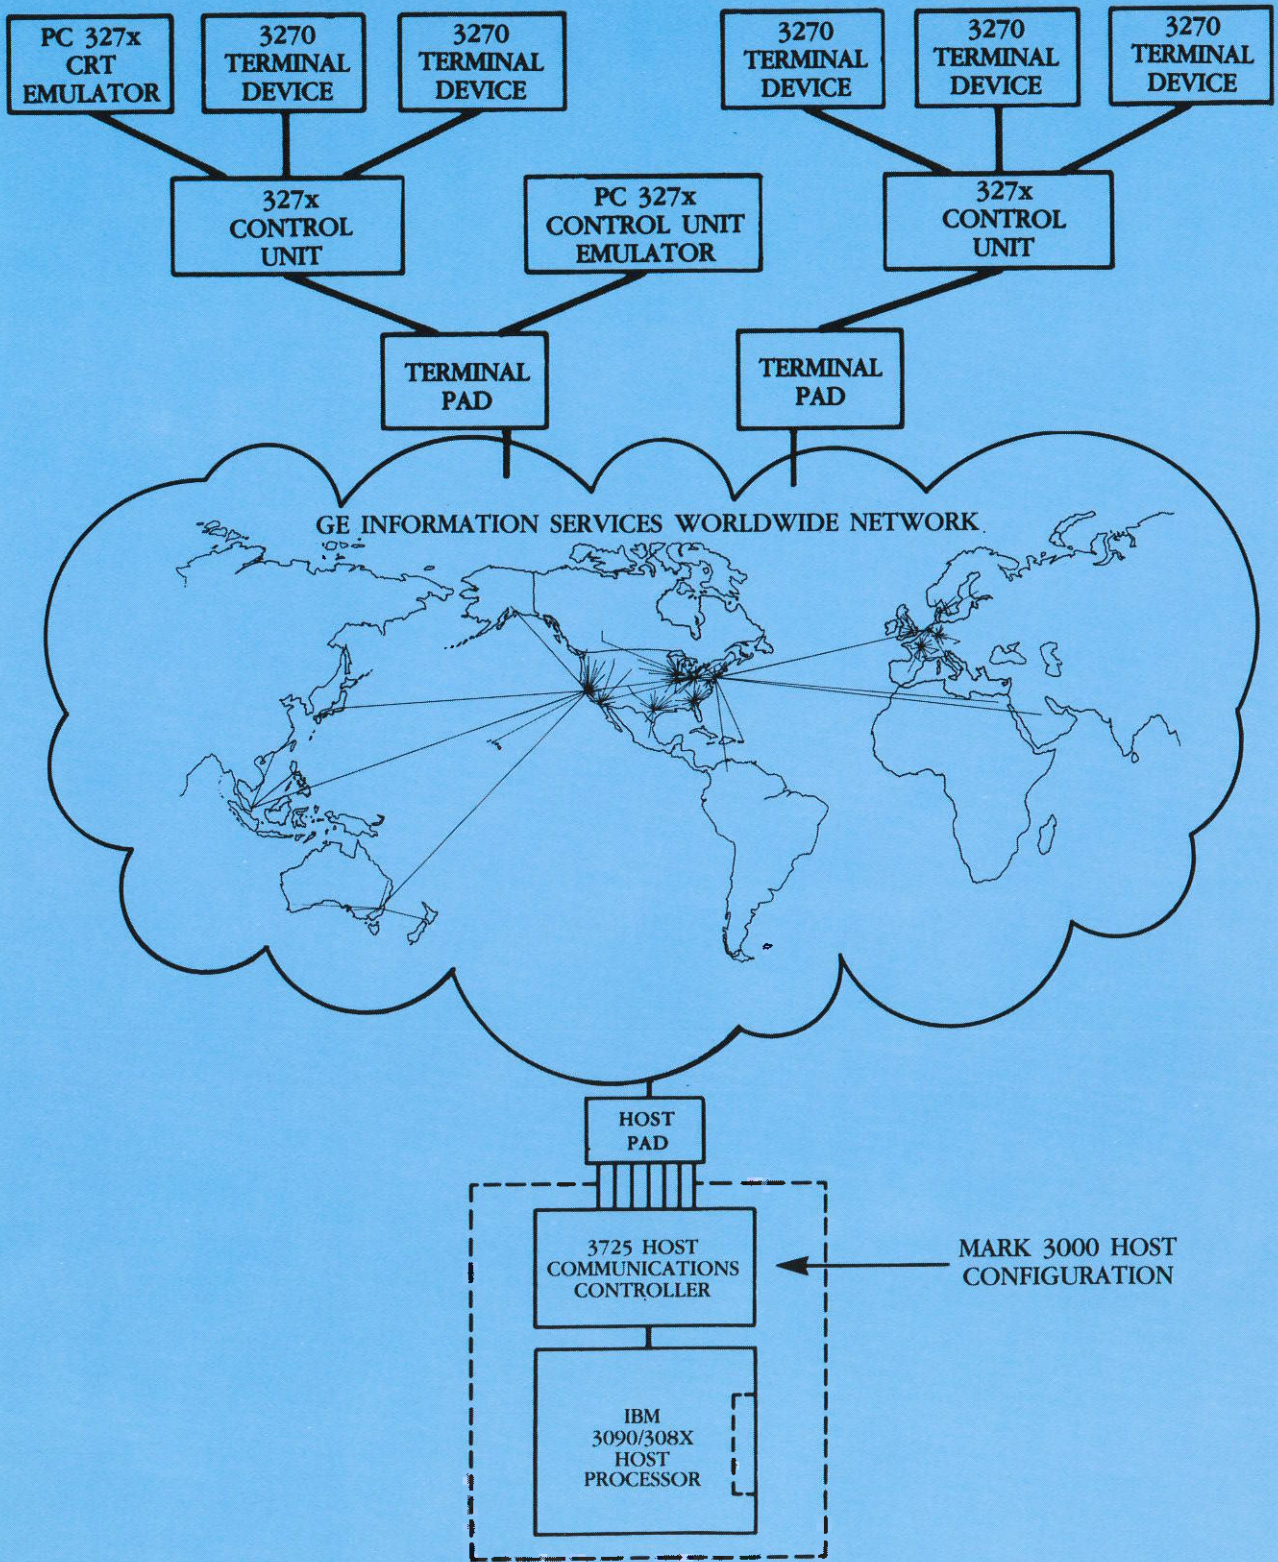 PC 327x
CRT
EMULATOR
3270
TERMINAL
DEVICE
3270
TERMINAL
DEVICE
3270
TERMINAL
DEVICE
3270
TERMINAL
DEVICE
3270
TERMINAL
DEVICE
327x
CONTROL
UNIT
PC 327x
CONTROL UNIT
EMULATOR
327x
CONTROL
UNIT
TERMINAL
PAD
TERMINAL
PAD
GE INFORMATION SERVICES WORLDWIDE NETWORK
HOST
PAD
3725 HOST
COMMUNICATIONS
CONTROLLER
MARK 3000 HOST
CONFIGURATION
IBM
3090/308X
HOST
PROCESSOR